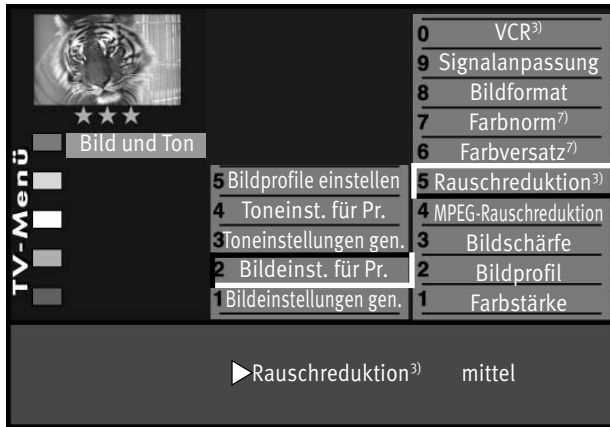 TV-Menü
Bild und Ton
5 Bildprofile einstellen
4 Toneinst. für Pr.
3 Toneinstellungen gen.
2 Bildeinst. für Pr.
1 Bildeinstellungen gen.
0 VCR3)
9 Signalanpassung
8 Bildformat
7 Farbnorm7)
6 Farbversatz7)
5 Rauschreduktion3)
4 MPEG-Rauschreduktion
3 Bildschärfe
2 Bildprofil
1 Farbstärke
Rauschreduktion3) mittel